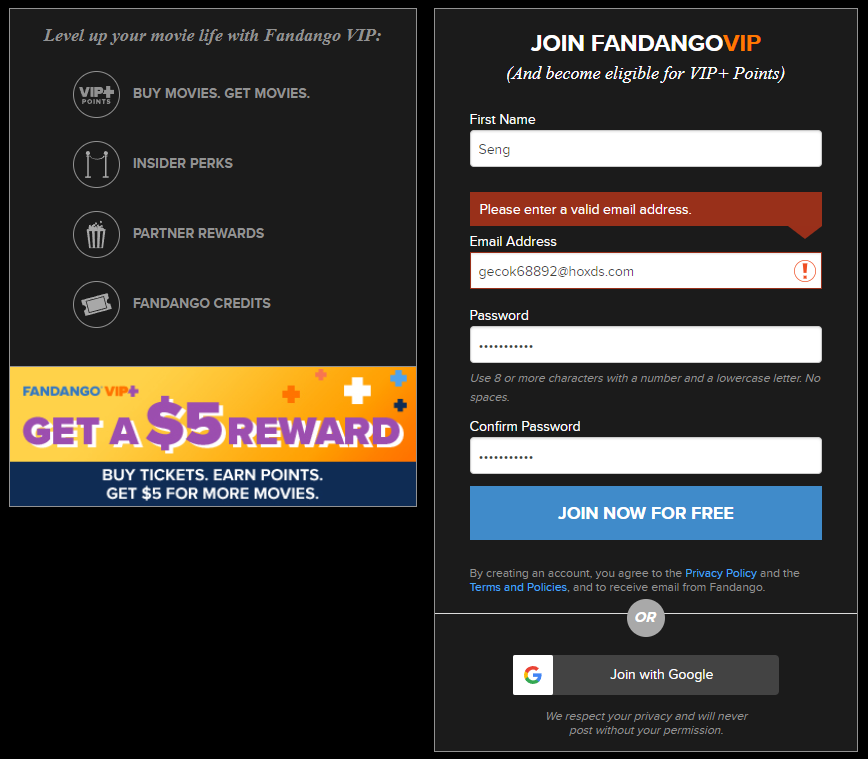 Level up your movie life with Fandango VIP:
VIP+
POINTS
BUY MOVIES. GET MOVIES.
INSIDER PERKS
PARTNER REWARDS
FANDANGO CREDITS
FANDANGO VIP+
GET A $5 REWARD
BUY TICKETS. EARN POINTS.
GET $5 FOR MORE MOVIES.
JOIN FANDANGOVIP
(And become eligible for VIP+ Points)
First Name
Seng
Please enter a valid email address.
Email Address
gecok68892@hoxds.com
!
Password
•••••••••••
Use 8 or more characters with a number and a lowercase letter. No
spaces.
Confirm Password
•••••••••••
JOIN NOW FOR FREE
By creating an account, you agree to the Privacy Policy and the
Terms and Policies, and to receive email from Fandango.
OR
G
Join with Google
We respect your privacy and will never
post without your permission.